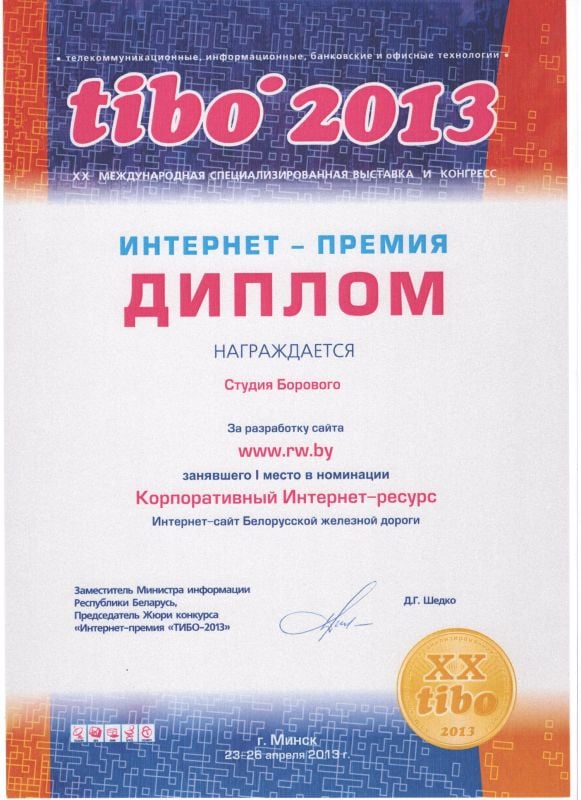 • телекоммуникационные, информационные, банковские и офисные технологии •
tibo' 2013
XX МЕЖДУНАРОДНАЯ СПЕЦИАЛИЗИРОВАННАЯ ВЫСТАВКА И КОНГРЕСС
ИНТЕРНЕТ – ПРЕМИЯ
ДИПЛОМ
НАГРАЖДАЕТСЯ
Студия Борового
За разработку сайта
www.rw.by
занявшего I место в номинации
Корпоративный Интернет-ресурс
Интернет-сайт Белорусской железной дороги
Заместитель Министра информации
Республики Беларусь,
Председатель Жюри конкурса
«Интернет-премия «ТИБО-2013»
Д.Г. Шедко
XX
tibo
2013
г. Минск
23-26 апреля 2013 г.